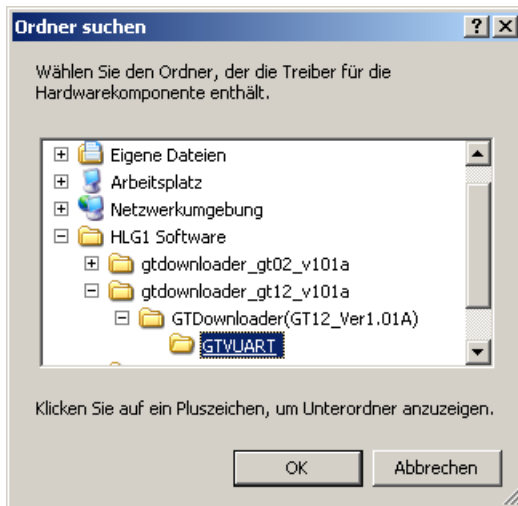 Ordner suchen
Wählen Sie den Ordner, der die Treiber für die
Hardwarekomponente enthält.
Eigene Dateien
Arbeitsplatz
Netzwerkumgebung
HLG1 Software
gtdownloader_gt02_v101a
gtdownloader_gt12_v101a
GTDownloader(GT12_Ver1.01A)
GTVUART
Klicken Sie auf ein Pluszeichen, um Unterordner anzuzeigen.
OK
Abbrechen